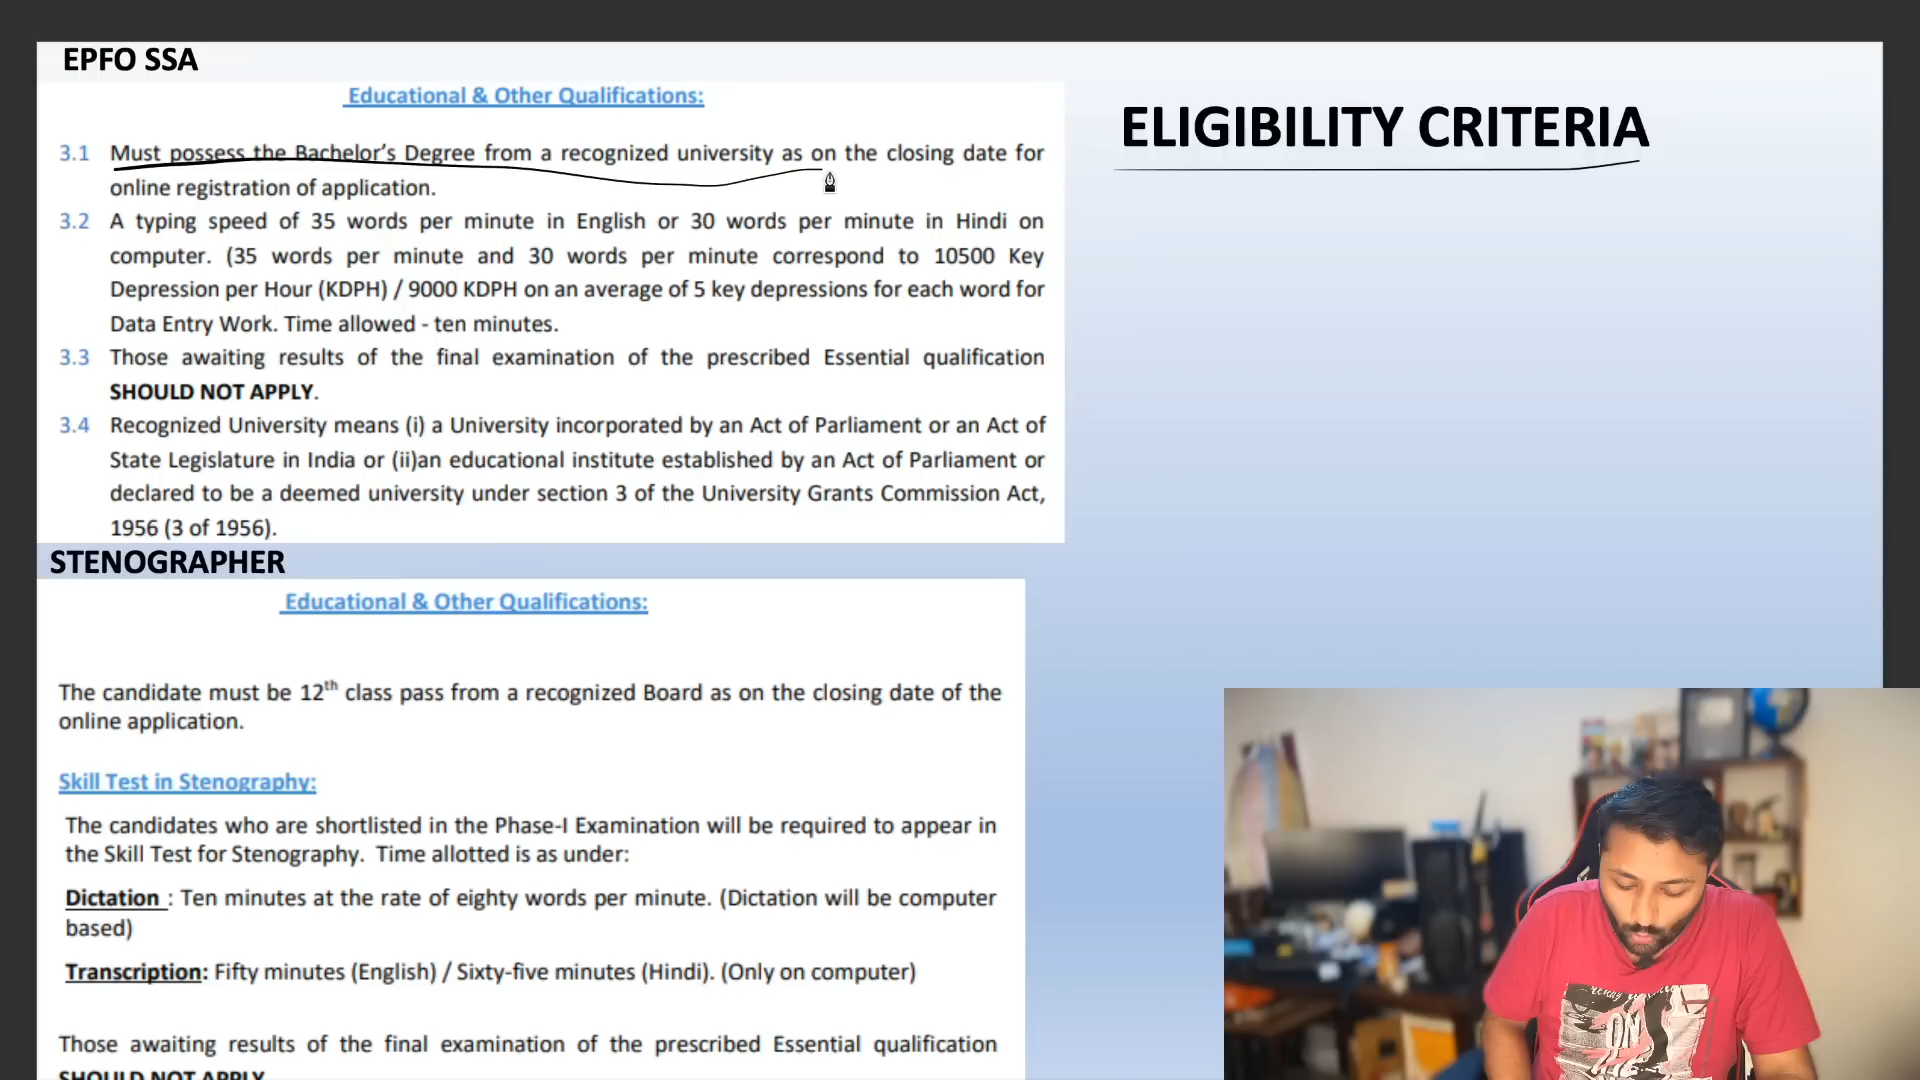 EPFO SSA
Educational & Other Qualifications:
ELIGIBILITY CRITERIA
3.1 Must possess the Bachelor's Degree from a recognized university as on the closing date for
online registration of application.
3.2 A typing speed of 35 words per minute in English or 30 words per minute in Hindi on
computer. (35 words per minute and 30 words per minute correspond to 10500 Key
Depression per Hour (KDPH) / 9000 KDPH on an average of 5 key depressions for each word for
Data Entry Work. Time allowed - ten minutes.
3.3 Those awaiting results of the final examination of the prescribed Essential qualification
SHOULD NOT APPLY.
3.4 Recognized University means (i) a University incorporated by an Act of Parliament or an Act of
State Legislature in India or (ii)an educational institute established by an Act of Parliament or
declared to be a deemed university under section 3 of the University Grants Commission Act,
1956 (3 of 1956).
STENOGRAPHER
Educational & Other Qualifications:
The candidate must be 12th class pass from a recognized Board as on the closing date of the
online application.
Skill Test in Stenography:
The candidates who are shortlisted in the Phase-I Examination will be required to appear in
the Skill Test for Stenography. Time allotted is as under:
Dictation : Ten minutes at the rate of eighty words per minute. (Dictation will be computer
based)
Transcription: Fifty minutes (English) / Sixty-five minutes (Hindi). (Only on computer)
Those awaiting results of the final examination of the prescribed Essential qualification
SHOULD NOT APPLY
ON